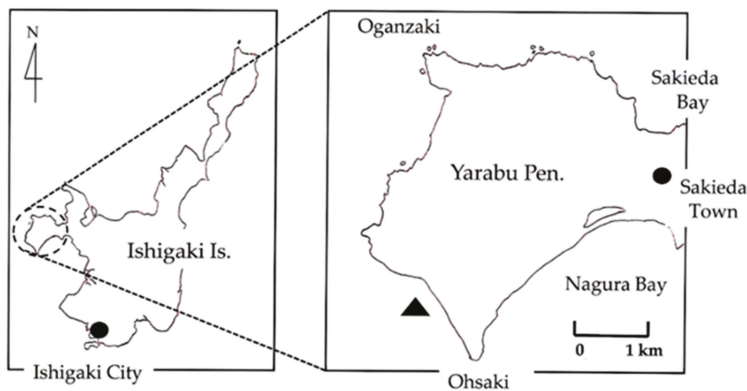 N
Ishigaki Is.
Ishigaki City
Oganzaki
Sakieda
Bay
Yarabu Pen.
Sakieda
Town
Nagura Bay
0 1 km
Ohsaki